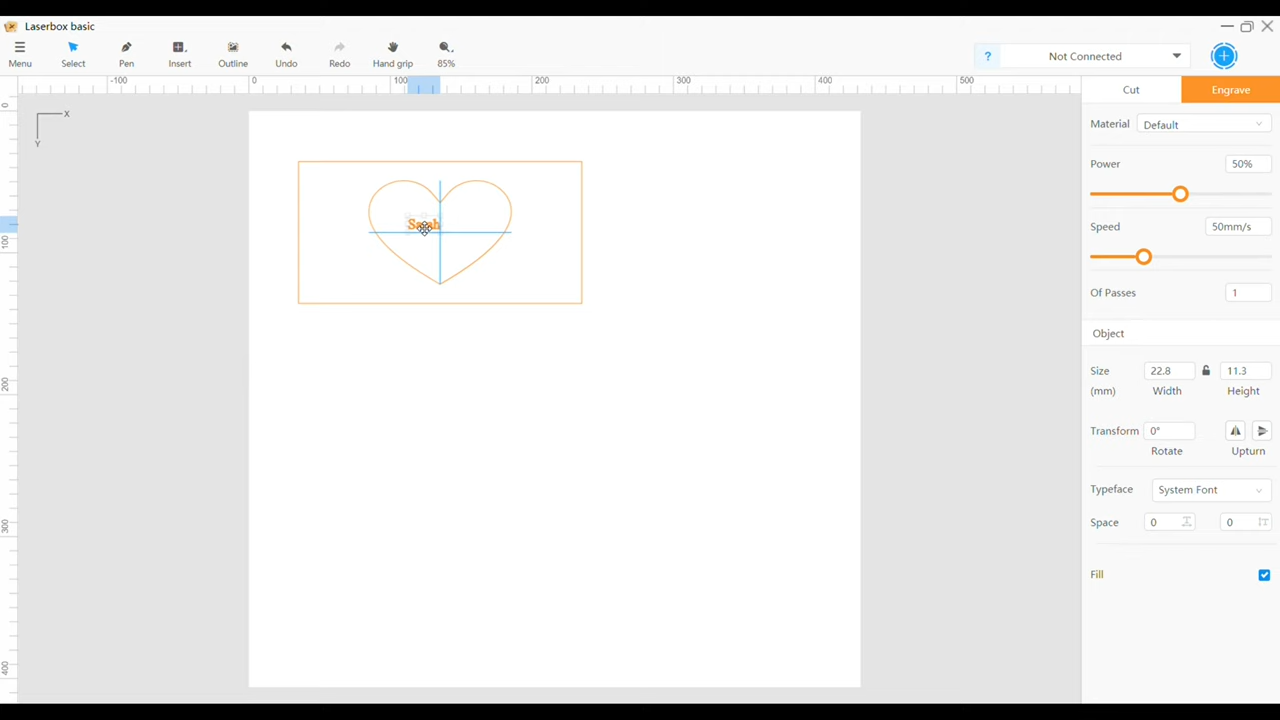 Laserbox basic
Menu Select Pen Insert Outline Undo Redo Hand grip 85% ? Not Connected
-100 0 100 200 300 400 500
Cut Engrave
X
Y
Material Default
Power 50%
Sarah
Speed 50mm/s
Of Passes 1
Object
Size 22.8 11.3
(mm) Width Height
Transform 0°
Rotate Upturn
Typeface System Font
Space 0 0
Fill
0
100
200
300
400